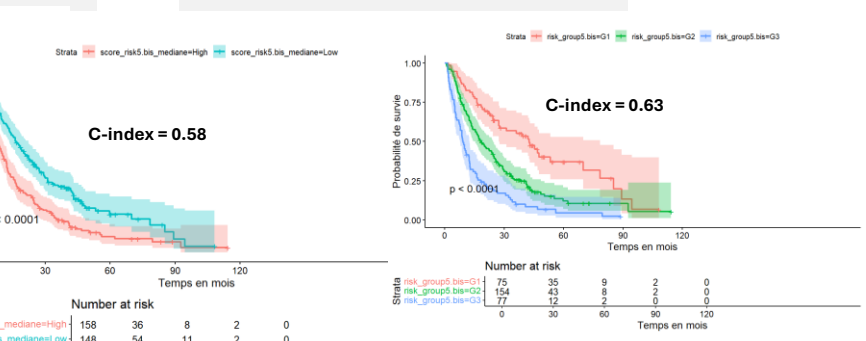 Strata score_risk5.bis_mediane=High score_risk5.bis_mediane=Low
C-index = 0.58
0.0001
30 60 90 120
Temps en mois
Number at risk
_mediane=High 158 36 8 2 0
s_mediane=Low 148 54 11 2 0
Strata risk_group5.bis=G1 risk_group5.bis=G2 risk_group5.bis=G3
Probabilité de survie
1.00
0.75
0.50
0.25
0.00
C-index = 0.63
p < 0.0001
0 30 60 90 120
Temps en mois
Number at risk
Strata
risk_group5.bis=G1 75 35 9 2 0
risk_group5.bis=G2 154 43 8 2 0
risk_group5.bis=G3 77 12 2 0 0
0 30 60 90 120
Temps en mois